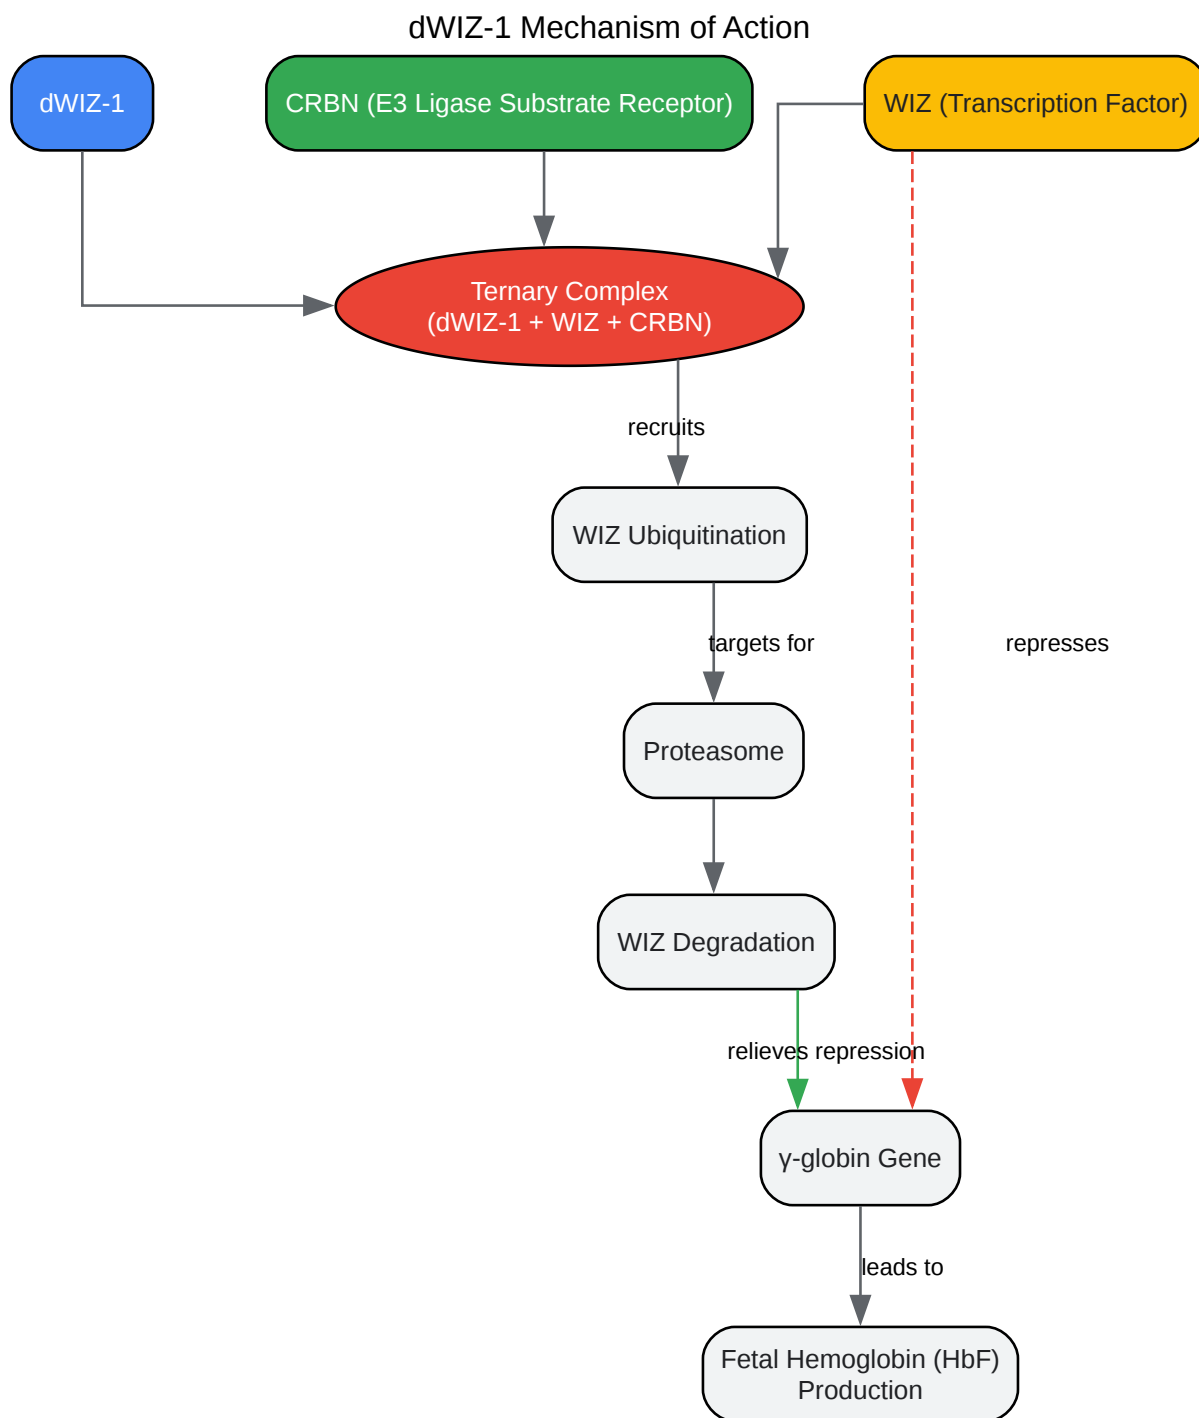 dWIZ-1 Mechanism of Action
dWIZ-1
CRBN (E3 Ligase Substrate Receptor)
WIZ (Transcription Factor)
Ternary Complex
(dWIZ-1 + WIZ + CRBN)
recruits
WIZ Ubiquitination
targets for
represses
Proteasome
WIZ Degradation
relieves repression
γ-globin Gene
leads to
Fetal Hemoglobin (HbF)
Production